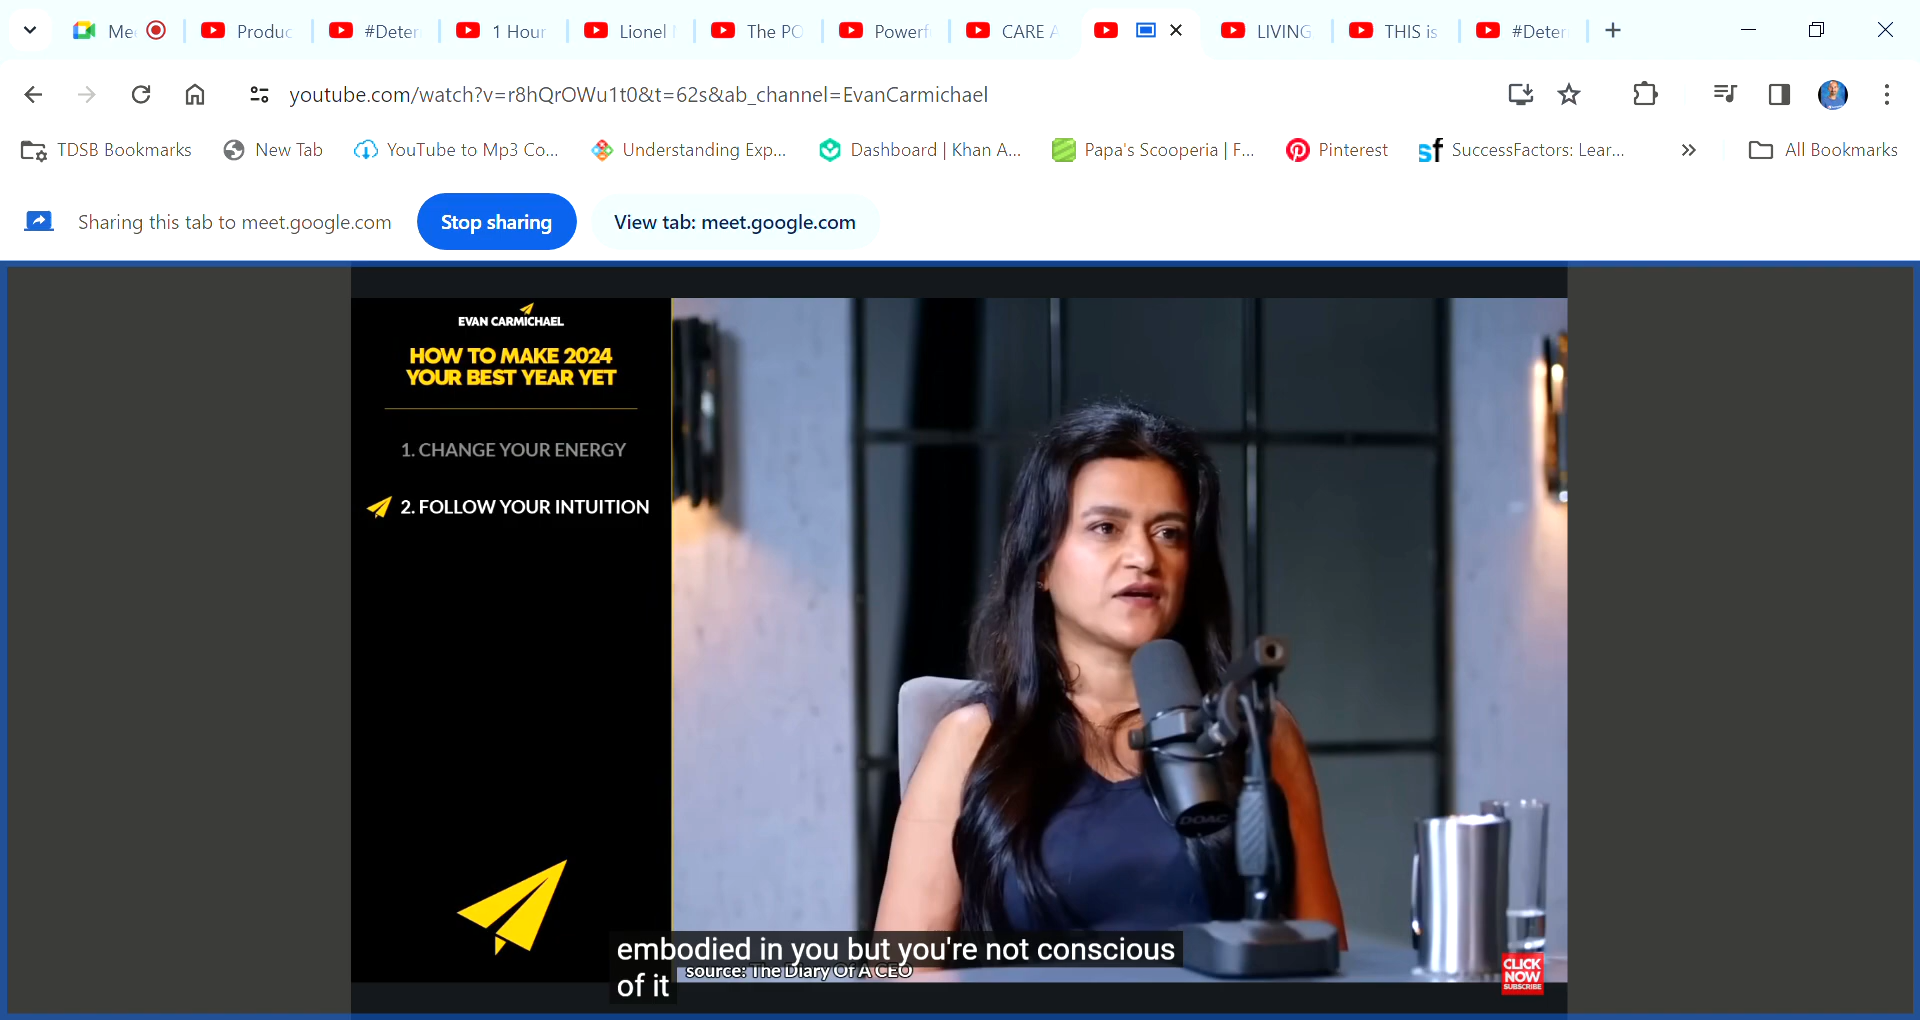 Me
Produc
#Deter
1 Hour
Lionel
The PO
Powerf
CARE A
LIVING
THIS is
#Deter
youtube.com/watch?v=r8hQrOWu1t0&t=62s&ab_channel=EvanCarmichael
TDSB Bookmarks
New Tab
YouTube to Mp3 Co...
Understanding Exp...
Dashboard | Khan A...
Papa's Scooperia | F...
Pinterest
sf SuccessFactors: Lear...
All Bookmarks
Sharing this tab to meet.google.com
Stop sharing
View tab: meet.google.com
EVAN CARMICHAEL
HOW TO MAKE 2024
YOUR BEST YEAR YET
1. CHANGE YOUR ENERGY
2. FOLLOW YOUR INTUITION
DOAC
embodied in you but you're not conscious
of it
source: The Diary Of A CEO
CLICK
NOW
SUBSCRIBE